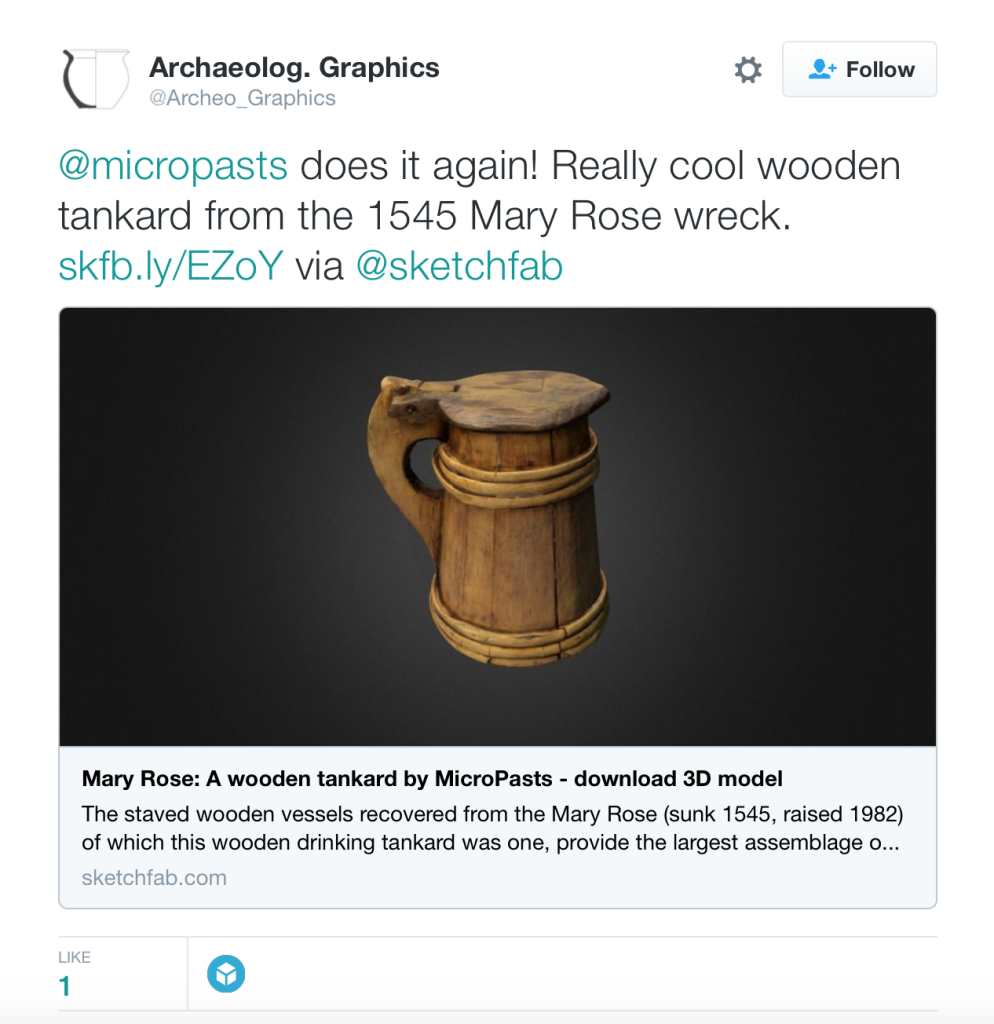 Archaeolog. Graphics
@Archeo_Graphics
Follow
@micropasts does it again! Really cool wooden
tankard from the 1545 Mary Rose wreck.
skfb.ly/EZoY via @sketchfab
Mary Rose: A wooden tankard by MicroPasts - download 3D model
The staved wooden vessels recovered from the Mary Rose (sunk 1545, raised 1982)
of which this wooden drinking tankard was one, provide the largest assemblage o...
sketchfab.com
LIKE
1